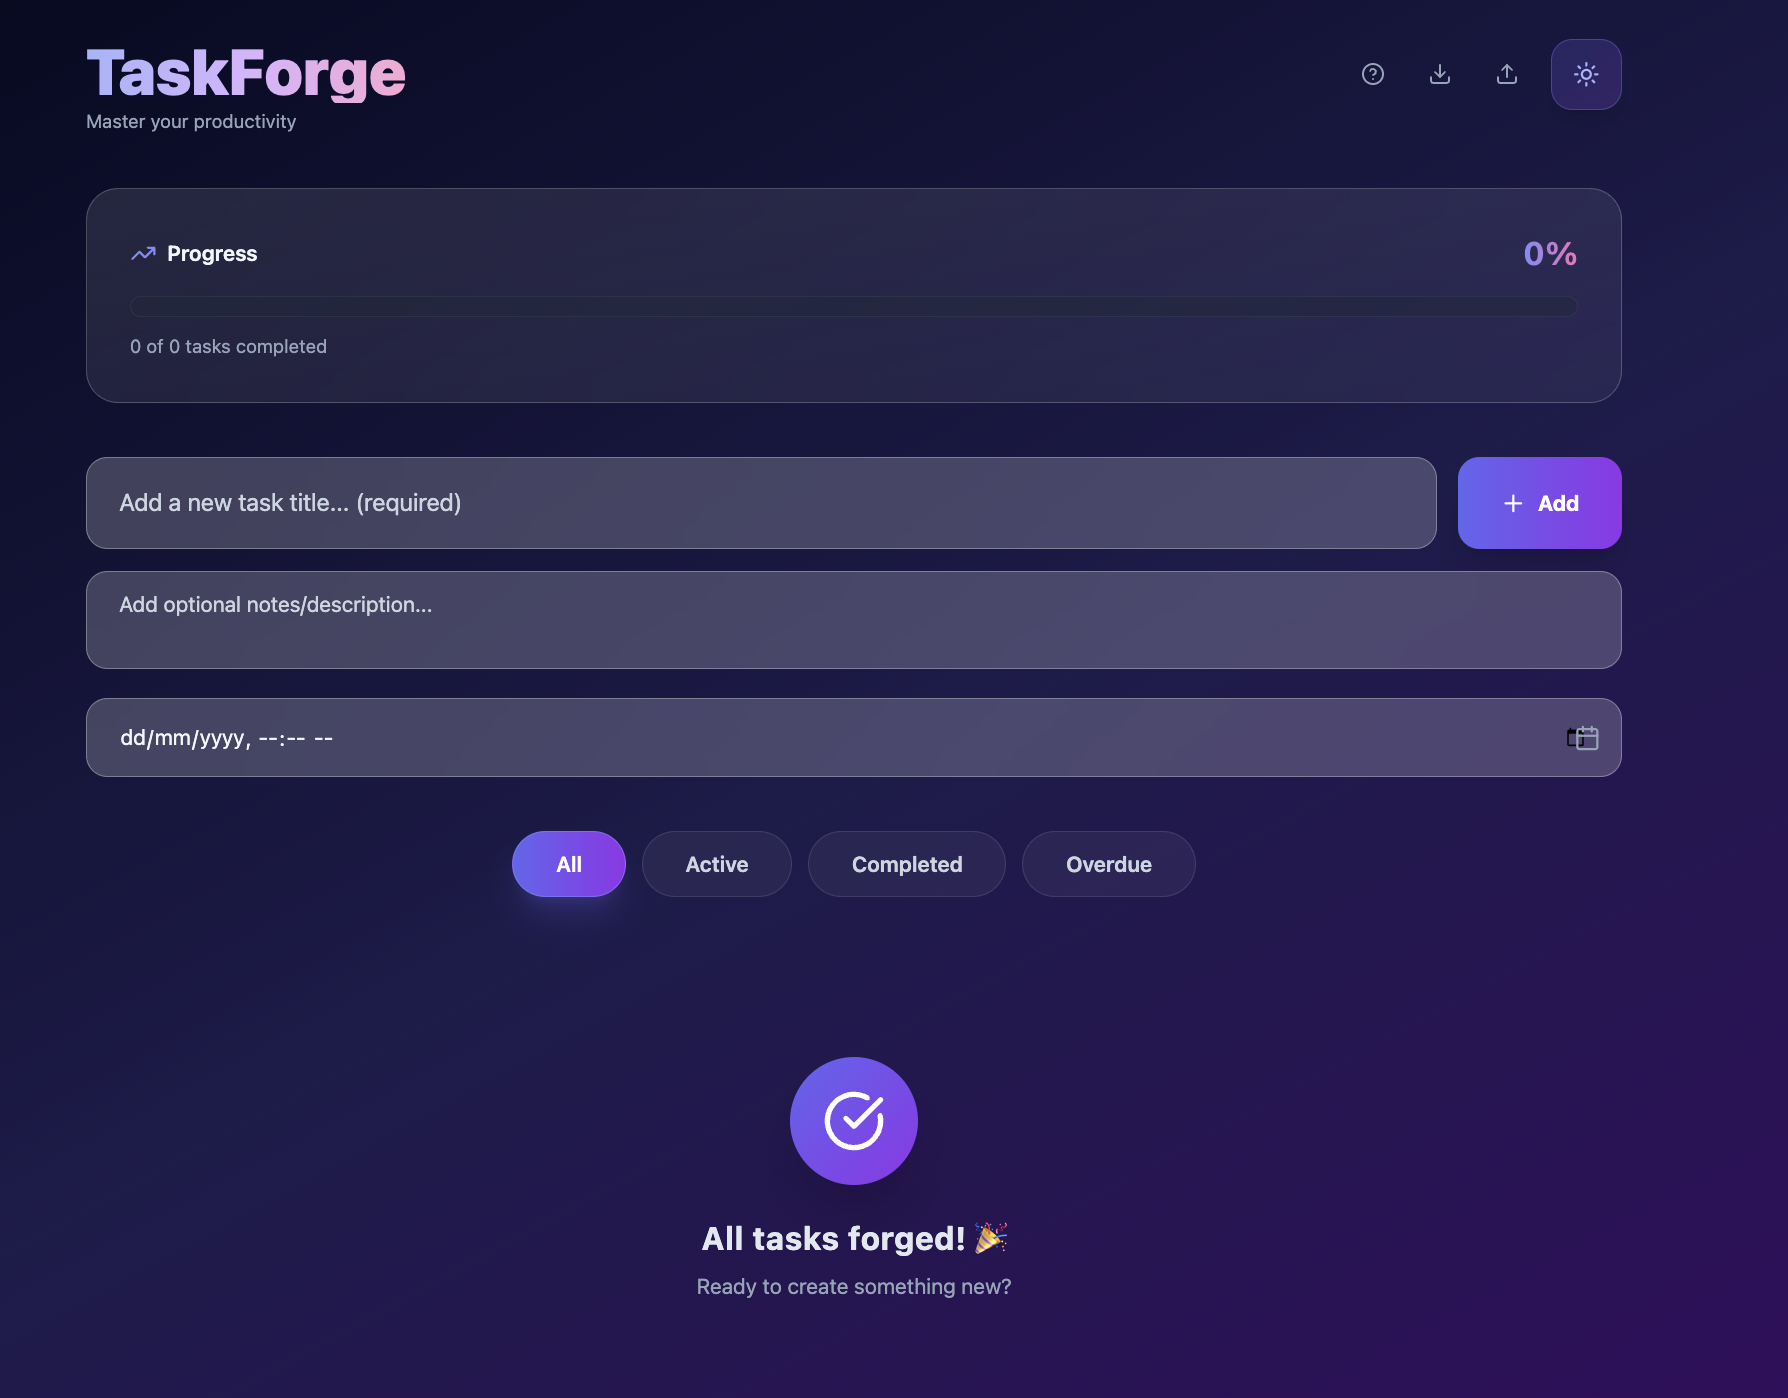 TaskForge
Master your productivity
Progress
0%
0 of 0 tasks completed
Add a new task title... (required)
Add
Add optional notes/description...
dd/mm/yyyy, --:-- --
All
Active
Completed
Overdue
All tasks forged! 🎉
Ready to create something new?